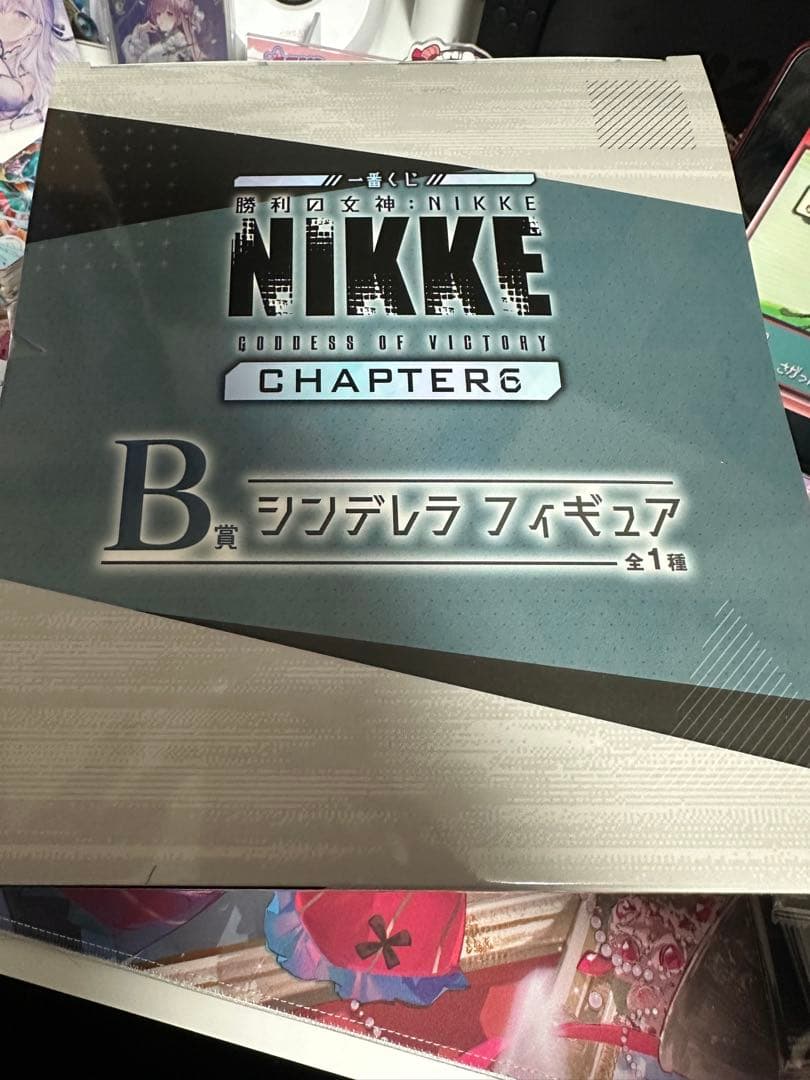 一番くじ
勝利の女神:NIKKE
NIKKE
GODDESS OF VICTORY
CHAPTER6
B賞 シンデレラ フィギュア
全1種